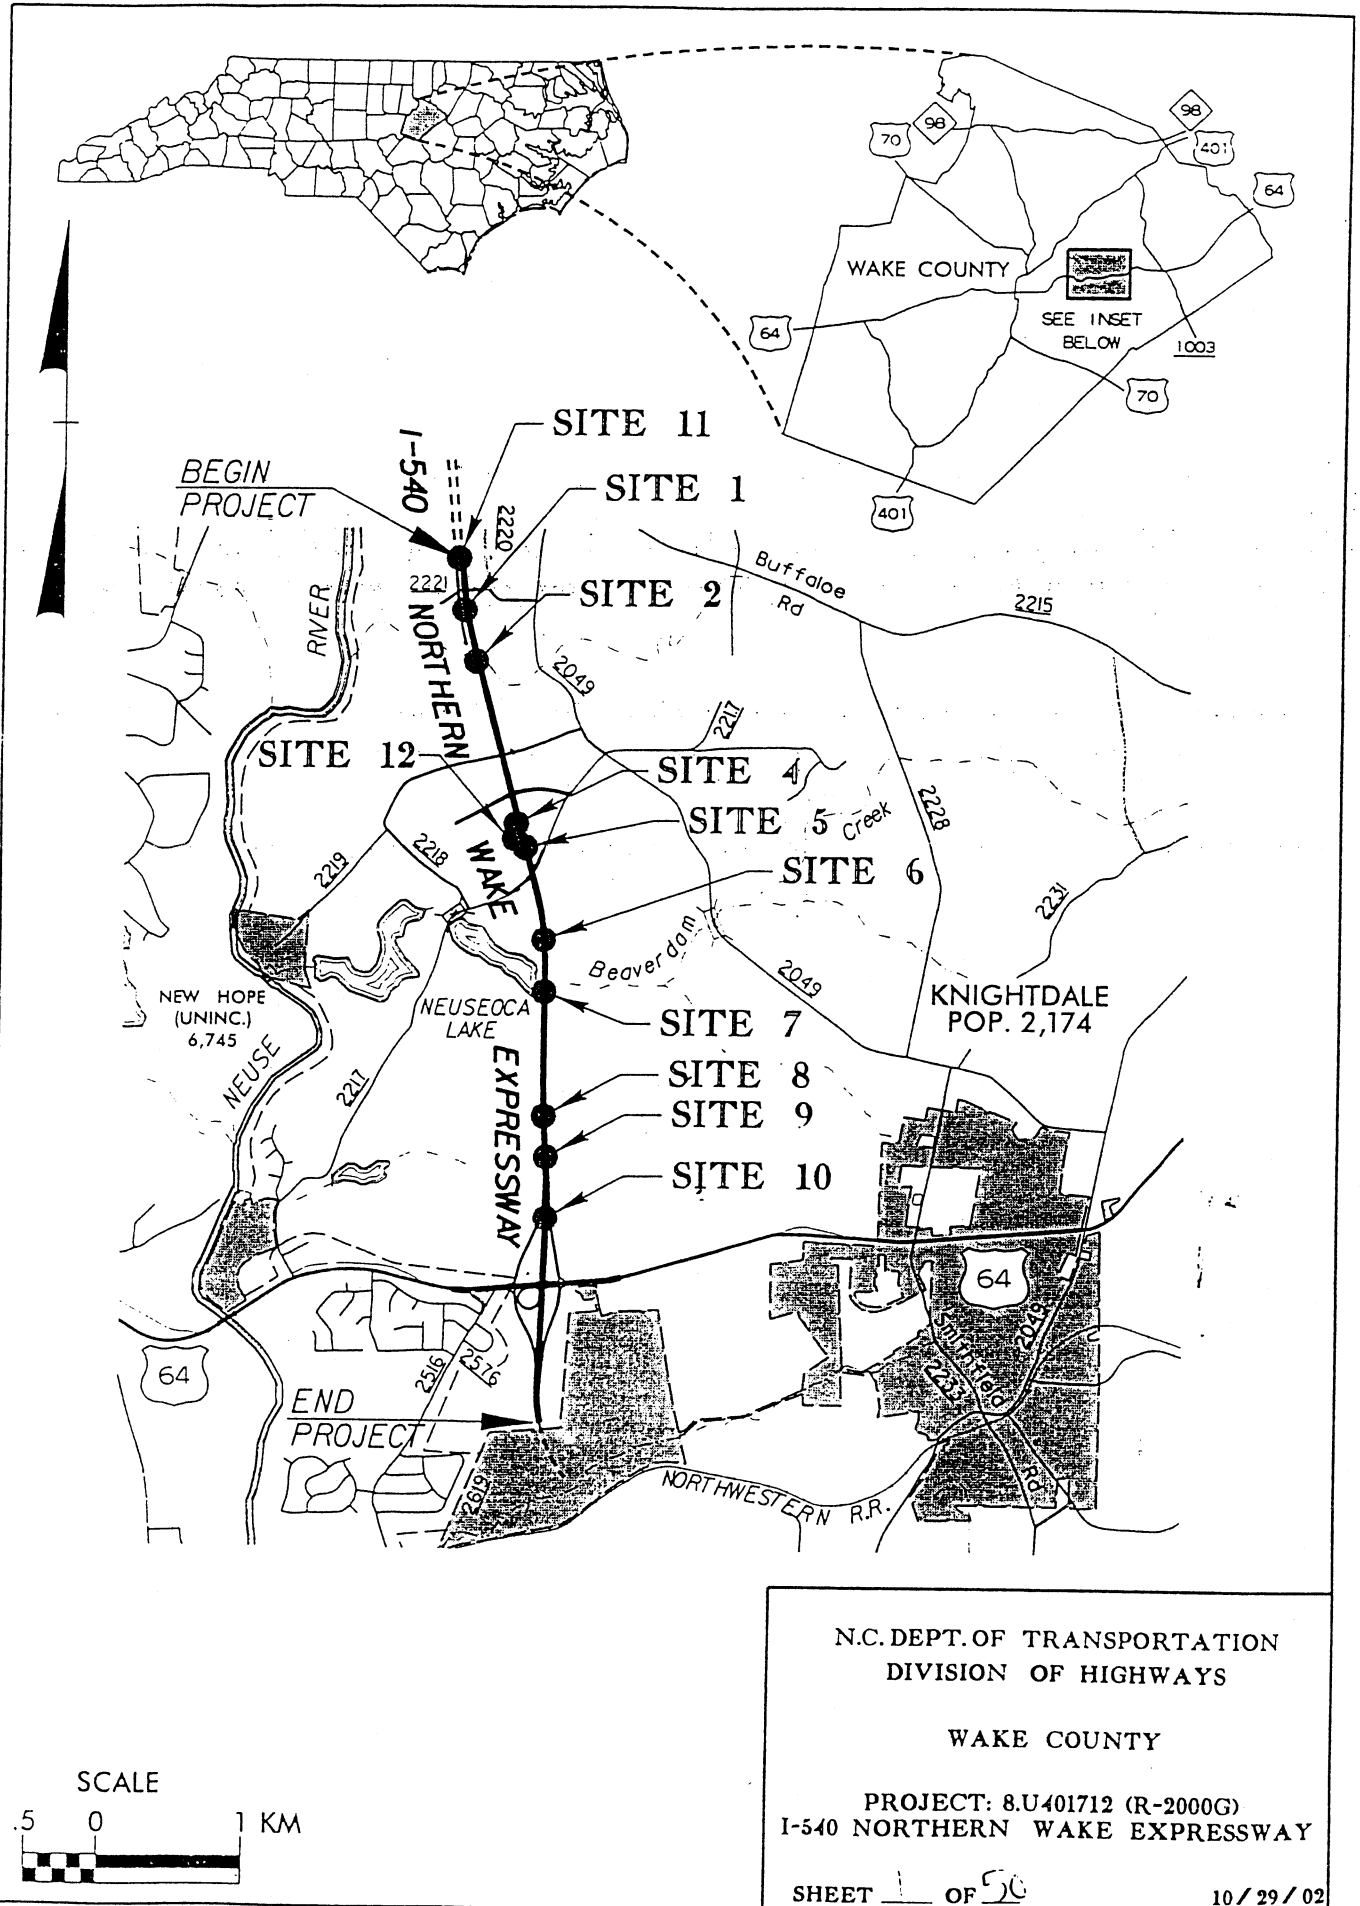 98
98
70
401
64
WAKE COUNTY
SEE INSET
BELOW
64
1003
70
401
SITE 11
I-540
BEGIN
PROJECT
SITE 1
2220
Buffaloe
Rd
2221
SITE 2
2215
RIVER
NORTHERN
2049
2217
SITE 12
SITE 4
SITE 5
Creek
2228
2218
WAKE
2219
SITE 6
2231
Beaverdam
2049
NEW HOPE
(UNINC.)
6,745
NEUSEOCA
LAKE
KNIGHTDALE
POP. 2,174
SITE 7
NEUSE
2217
EXPRESSWAY
SITE 8
SITE 9
SITE 10
64
2049
Smithfield
64
2516
2576
2233
END
PROJECT
Rd
2619
NORTHWESTERN R.R.
N.C. DEPT. OF TRANSPORTATION
DIVISION OF HIGHWAYS
WAKE COUNTY
PROJECT: 8.U401712 (R-2000G)
I-540 NORTHERN WAKE EXPRESSWAY
SHEET 1 OF 50
10/29/02
SCALE
.5 0 1 KM